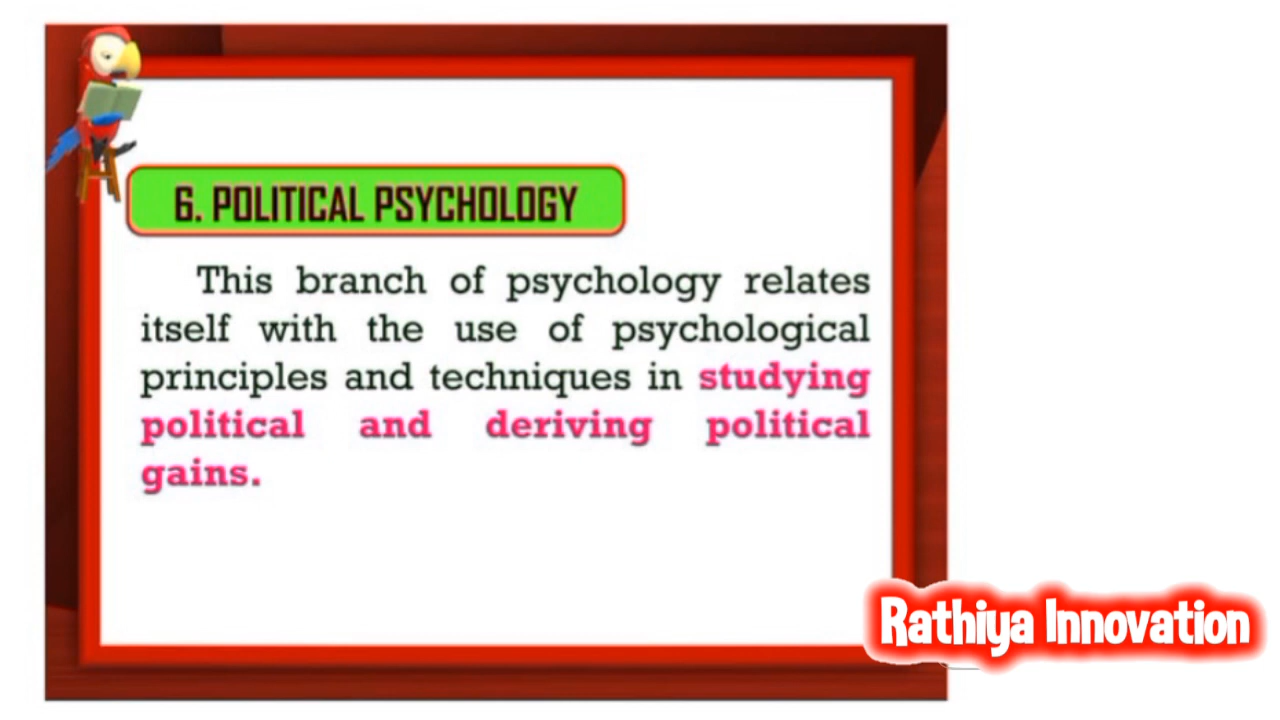 6. POLITICAL PSYCHOLOGY
This branch of psychology relates
itself with the use of psychological
principles and techniques in studying
political and deriving political
gains.
Rathiya Innovation